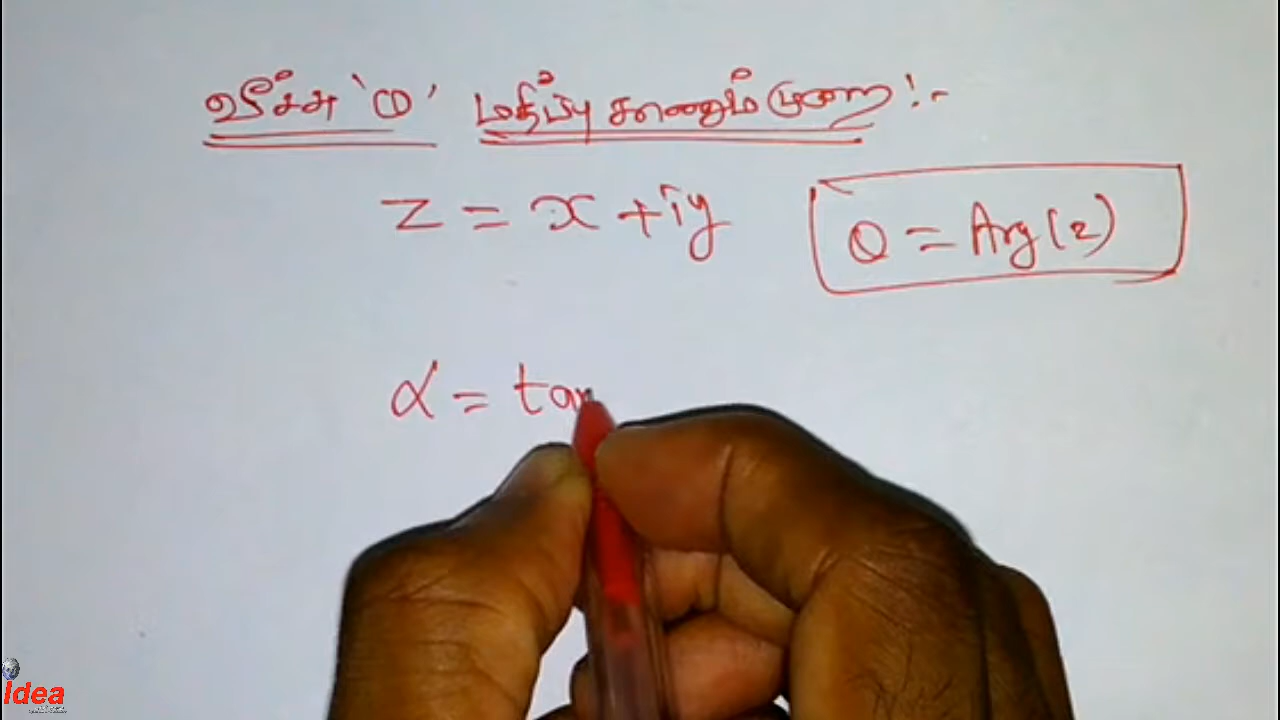 வீச்சு 'θ' மதிப்பு காணும் முறை :-
z = x + iy
θ = Arg(z)
α = tan
Idea